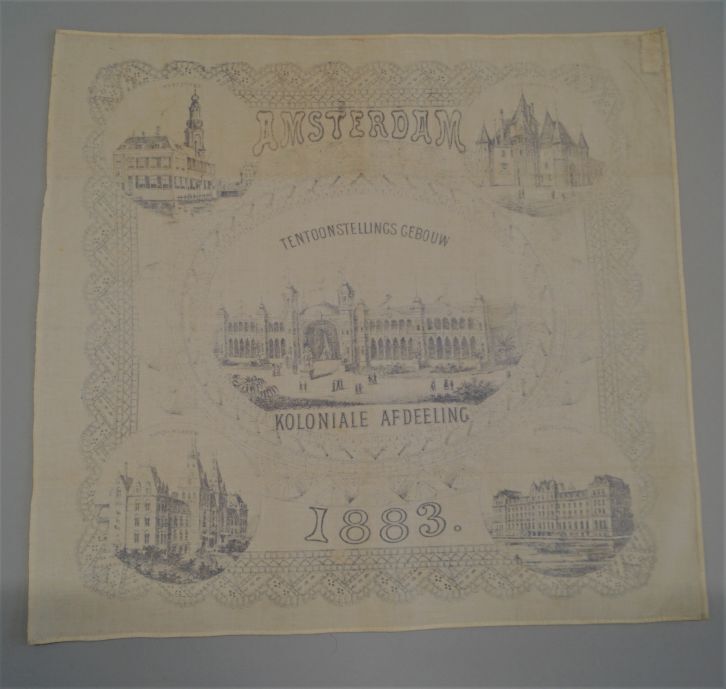 AMSTERDAM
TENTOONSTELLINGS GEBOUW
KOLONIALE AFDEELING
1883.